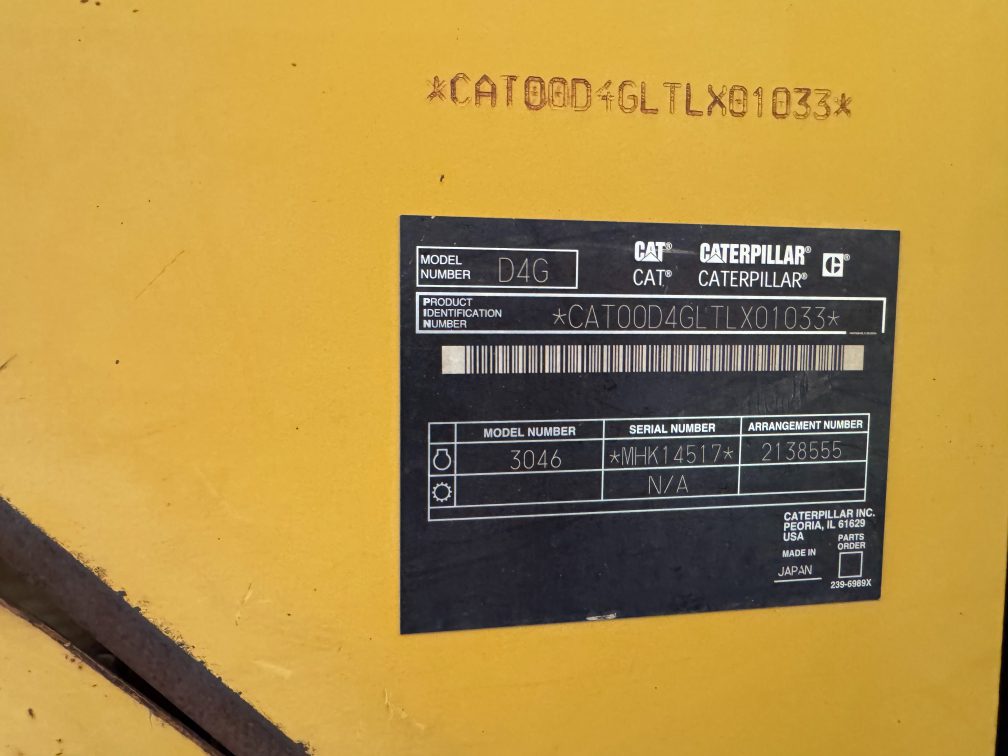 *CAT00D4GLTLX01033*
MODEL NUMBER D4G
CAT® CATERPILLAR®
CAT® CATERPILLAR®
PRODUCT IDENTIFICATION NUMBER *CAT00D4GLTLX01033*
MODEL NUMBER SERIAL NUMBER ARRANGEMENT NUMBER
3046 *MHK14517* 2138555
N/A
CATERPILLAR INC.
PEORIA, IL 61629
USA
MADE IN
JAPAN
PARTS
ORDER
239-6989X